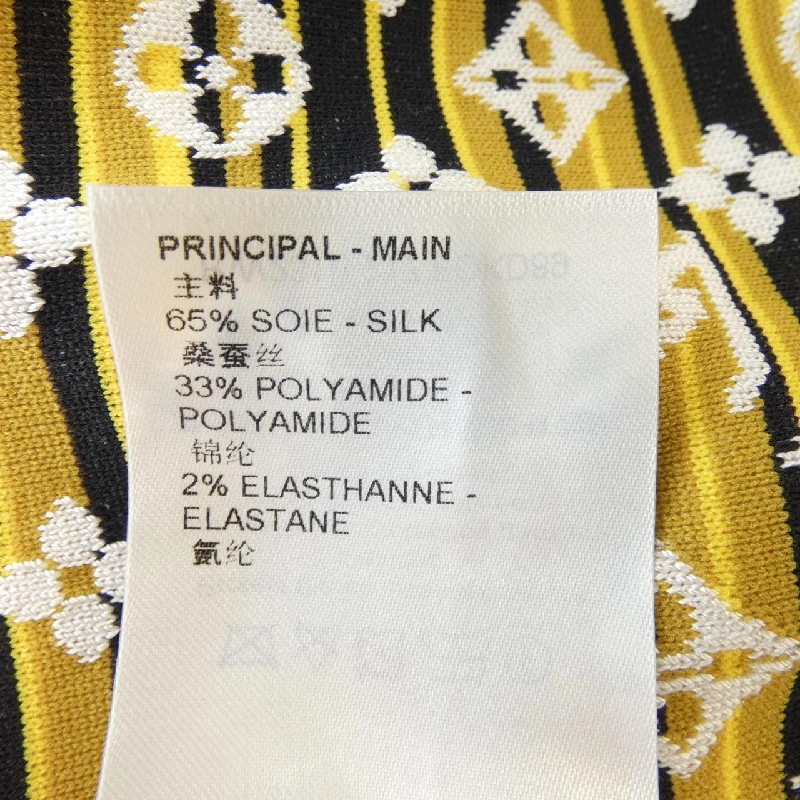 PRINCIPAL - MAIN
主料
65% SOIE - SILK
桑蚕丝
33% POLYAMIDE -
POLYAMIDE
锦纶
2% ELASTHANNE -
ELASTANE
氨纶